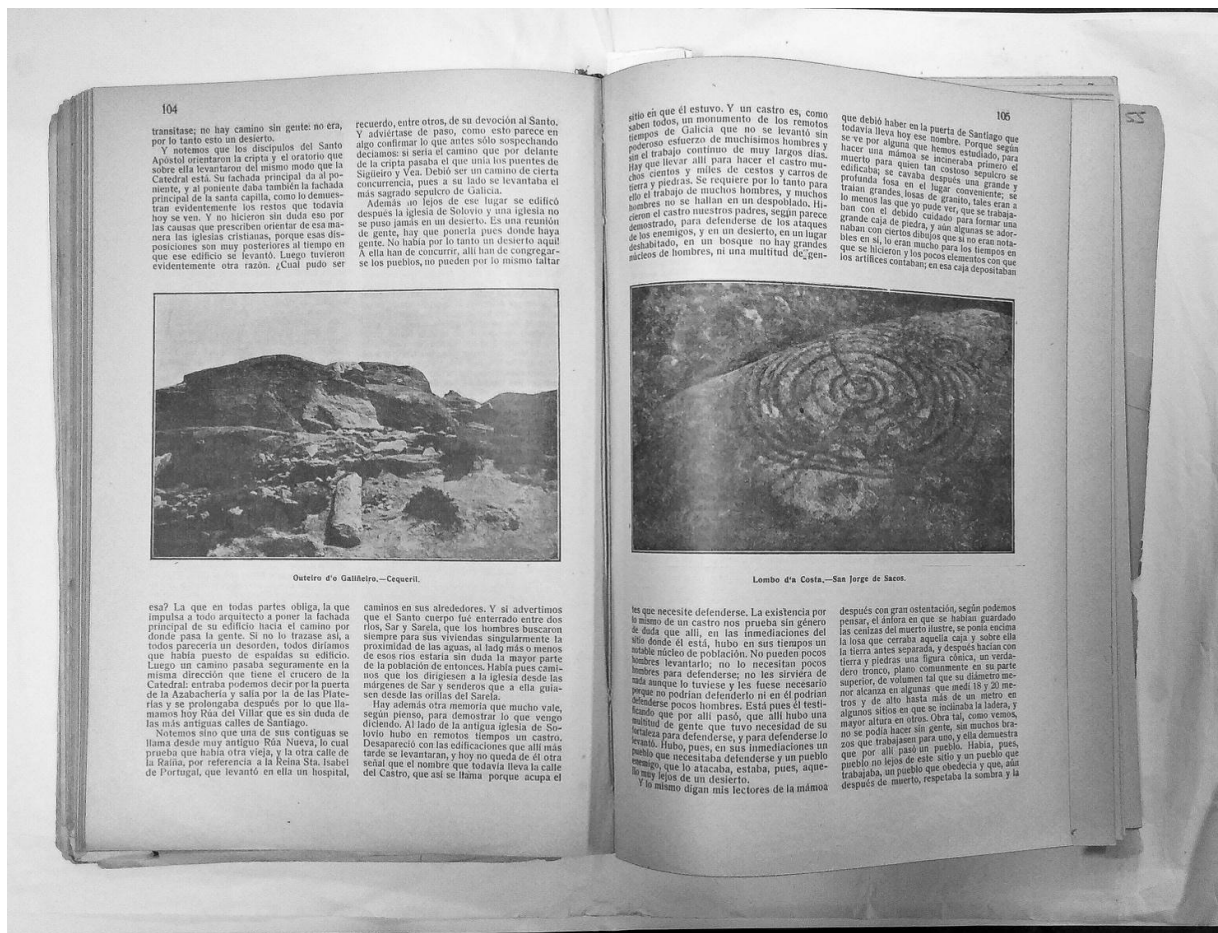 104
transitase; no hay camino sin gente: no era,
por lo tanto esto un desierto.
Y notemos que los discípulos del Santo
Apóstol orientaron la cripta y el oratorio que
sobre ella levantaron del mismo modo que la
Catedral está. Su fachada principal da al po-
niente, y al poniente daba también la fachada
principal de la santa capilla, como lo demues-
tran evidentemente los restos que todavía
hoy se ven. Y no hicieron sin duda eso por
las causas que prescriben orientar de esa ma-
nera las iglesias cristianas, porque esas dis-
posiciones son muy posteriores al tiempo en
que ese edificio se levantó. Luego tuvieron
evidentemente otra razón. ¿Cual pudo ser
recuerdo, entre otros, de su devoción al Santo.
Y adviértase de paso, como esto parece en
algo confirmar lo que antes sólo sospechando
decíamos: si sería el camino que por delante
de la cripta pasaba el que unía los puentes de
Sigüeiro y Vea. Debió ser un camino de cierta
concurrencia, pues a su lado se levantaba el
más sagrado sepulcro de Galicia.
Además no lejos de ese lugar se edificó
después la iglesia de Solovio y una iglesia no
se puso jamás en un desierto. Es una reunión
de gente, hay que ponerla pues donde haya
gente. No había por lo tanto un desierto aquí!
A ella han de concurrir, allí han de congregar-
se los pueblos, no pueden por lo mismo faltar
Outeiro d'o Galiñeiro.—Cequeril.
esa? La que en todas partes obliga, la que
impulsa a todo arquitecto a poner la fachada
principal de su edificio hacia el camino por
donde pasa la gente. Si no lo trazase así, a
todos parecería un desorden, todos diríamos
que había puesto de espaldas su edificio.
Luego un camino pasaba seguramente en la
misma dirección que tiene el crucero de la
Catedral: entraba podemos decir por la puerta
de la Azabachería y salía por la de las Plate-
rías y se prolongaba después por lo que lla-
mamos hoy Rúa del Villar que es sin duda de
las más antiguas calles de Santiago.
Notemos sino que una de sus contiguas se
llama desde muy antiguo Rúa Nueva, lo cual
prueba que había otra vieja, y la otra calle de
la Raíña, por referencia a la Reina Sta. Isabel
de Portugal, que levantó en ella un hospital,
caminos en sus alrededores. Y si advertimos
que el Santo cuerpo fué enterrado entre dos
ríos, Sar y Sarela, que los hombres buscaron
siempre para sus viviendas singularmente la
proximidad de las aguas, al lado más o menos
de esos ríos estaría sin duda la mayor parte
de la población de entonces. Había pues cami-
nos que los dirigiesen a la iglesia desde las
márgenes de Sar y senderos que a ella guia-
sen desde las orillas del Sarela.
Hay además otra memoria que mucho vale,
según pienso, para demostrar lo que vengo
diciendo. Al lado de la antigua iglesia de So-
lovio hubo en remotos tiempos un castro.
Desapareció con las edificaciones que allí más
tarde se levantaran, y hoy no queda de él otra
señal que el nombre que todavía lleva la calle
del Castro, que así se llama porque ocupa el
105
sitio en que él estuvo. Y un castro es, como
saben todos, un monumento de los remotos
tiempos de Galicia que no se levantó sin
poderoso esfuerzo de muchísimos hombres y
sin el trabajo contínuo de muy largos días.
Hay que llevar allí para hacer el castro mu-
chos cientos y miles de cestos y carros de
tierra y piedras. Se requiere por lo tanto para
ello el trabajo de muchos hombres, y muchos
hombres no se hallan en un despoblado. Hi-
cieron el castro nuestros padres, según parece
demostrado, para defenderse de los ataques
de los enemigos, y en un desierto, en un lugar
deshabitado, en un bosque no hay grandes
núcleos de hombres, ni una multitud de gen-
que debió haber en la puerta de Santiago que
todavía lleva hoy ese nombre. Porque según
se ve por alguna que hemos estudiado, para
hacer una mámoa se incineraba primero el
muerto para quien tan costoso sepulcro se
edificaba; se cavaba después una grande y
profunda fosa en el lugar conveniente; se
traían grandes losas de granito, tales eran a
lo menos las que yo pude ver, que se trabaja-
ban con el debido cuidado para formar una
grande caja de piedra, y aún algunas se ador-
naban con ciertos dibujos que si no eran nota-
bles en sí, lo eran mucho para los tiempos en
que se hicieron y los pocos elementos con que
los artífices contaban; en esa caja depositaban
Lombo d'a Costa.—San Jorge de Sacos.
tes que necesite defenderse. La existencia por
lo mismo de un castro nos prueba sin género
de duda que allí, en las inmediaciones del
sitio donde él está, hubo en sus tiempos un
notable núcleo de población. No pueden pocos
hombres levantarlo; no lo necesitan pocos
hombres para defenderse; no les sirviera de
nada aunque lo tuviese y les fuese necesario
porque no podrían defenderlo ni en él podrían
defenderse pocos hombres. Está pues él testi-
ficando que por allí pasó, que allí hubo una
multitud de gente que tuvo necesidad de su
fortaleza para defenderse, y para defenderse lo
levantó. Hubo, pues, en sus inmediaciones un
pueblo que necesitaba defenderse y un pueblo
enemigo, que lo atacaba, estaba, pues, aque-
llo muy lejos de un desierto.
Y lo mismo digan mis lectores de la mámoa
después con gran ostentación, según podemos
pensar, el ánfora en que se habían guardado
las cenizas del muerto ilustre, se ponía encima
la losa que cerraba aquella caja y sobre ella
la tierra antes separada, y después hacían con
tierra y piedras una figura cónica, un verda-
dero tronco, plano comunmente en su parte
superior, de volumen tal que su diámetro me-
nor alcanza en algunas que medí 18 y 20 me-
tros y de alto hasta más de un metro en
algunos sitios en que se inclinaba la ladera, y
mayor altura en otros. Obra tal, como vemos,
no se podía hacer sin gente, sin muchos bra-
zos que trabajasen para uno, y ella demuestra
que por allí pasó un pueblo. Había, pues,
pueblo no lejos de este sitio y un pueblo que
trabajaba, un pueblo que obedecía y que, aún
después de muerto, respetaba la sombra y la
55